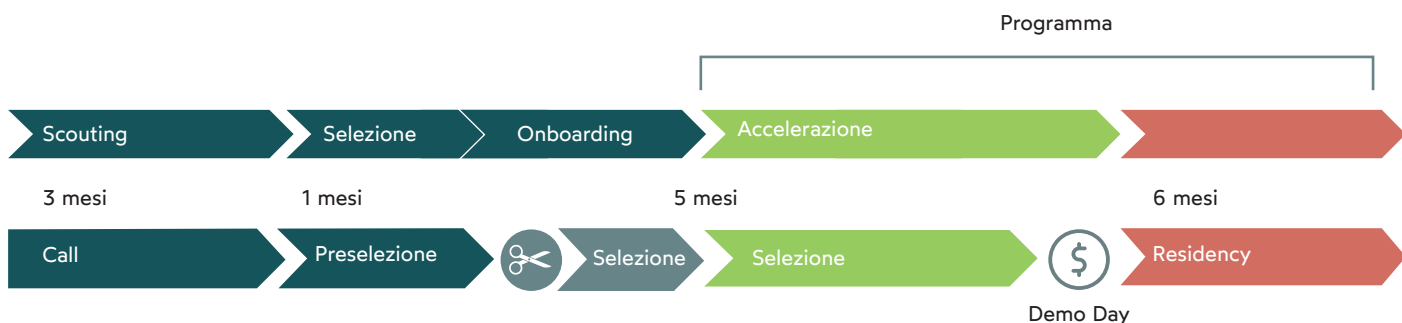 Programma
Scouting Selezione Onboarding Accelerazione
3 mesi 1 mesi 5 mesi 6 mesi
Call Preselezione Selezione Selezione $ Residency
Demo Day